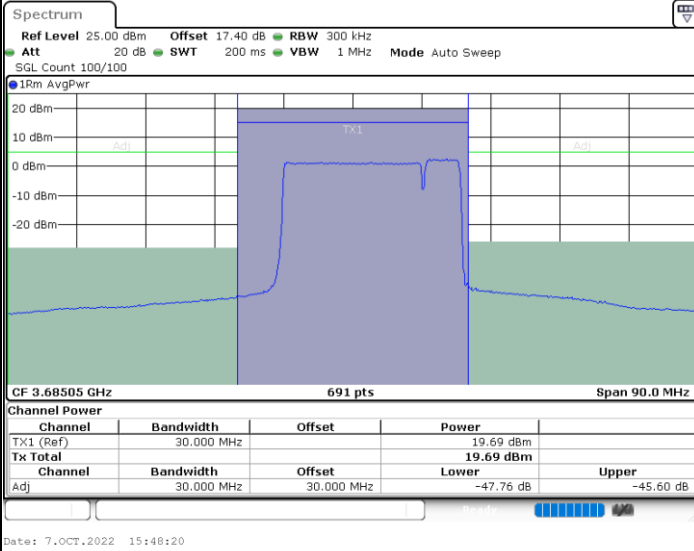 Spectrum
Ref Level 25.00 dBm Offset 17.40 dB RBW 300 kHz
Att 20 dB SWT 200 ms VBW 1 MHz Mode Auto Sweep
SGL Count 100/100
1Rm AvgPwr
20 dBm
TX1
10 dBm
Adj Adj
0 dBm
-10 dBm
-20 dBm
CF 3.68505 GHz 691 pts Span 90.0 MHz
Channel Power
Channel Bandwidth Offset Power
TX1 (Ref) 30.000 MHz 19.69 dBm
Tx Total 19.69 dBm
Channel Bandwidth Offset Lower Upper
Adj 30.000 MHz 30.000 MHz -47.76 dB -45.60 dB
Ready
Date: 7.OCT.2022 15:48:20